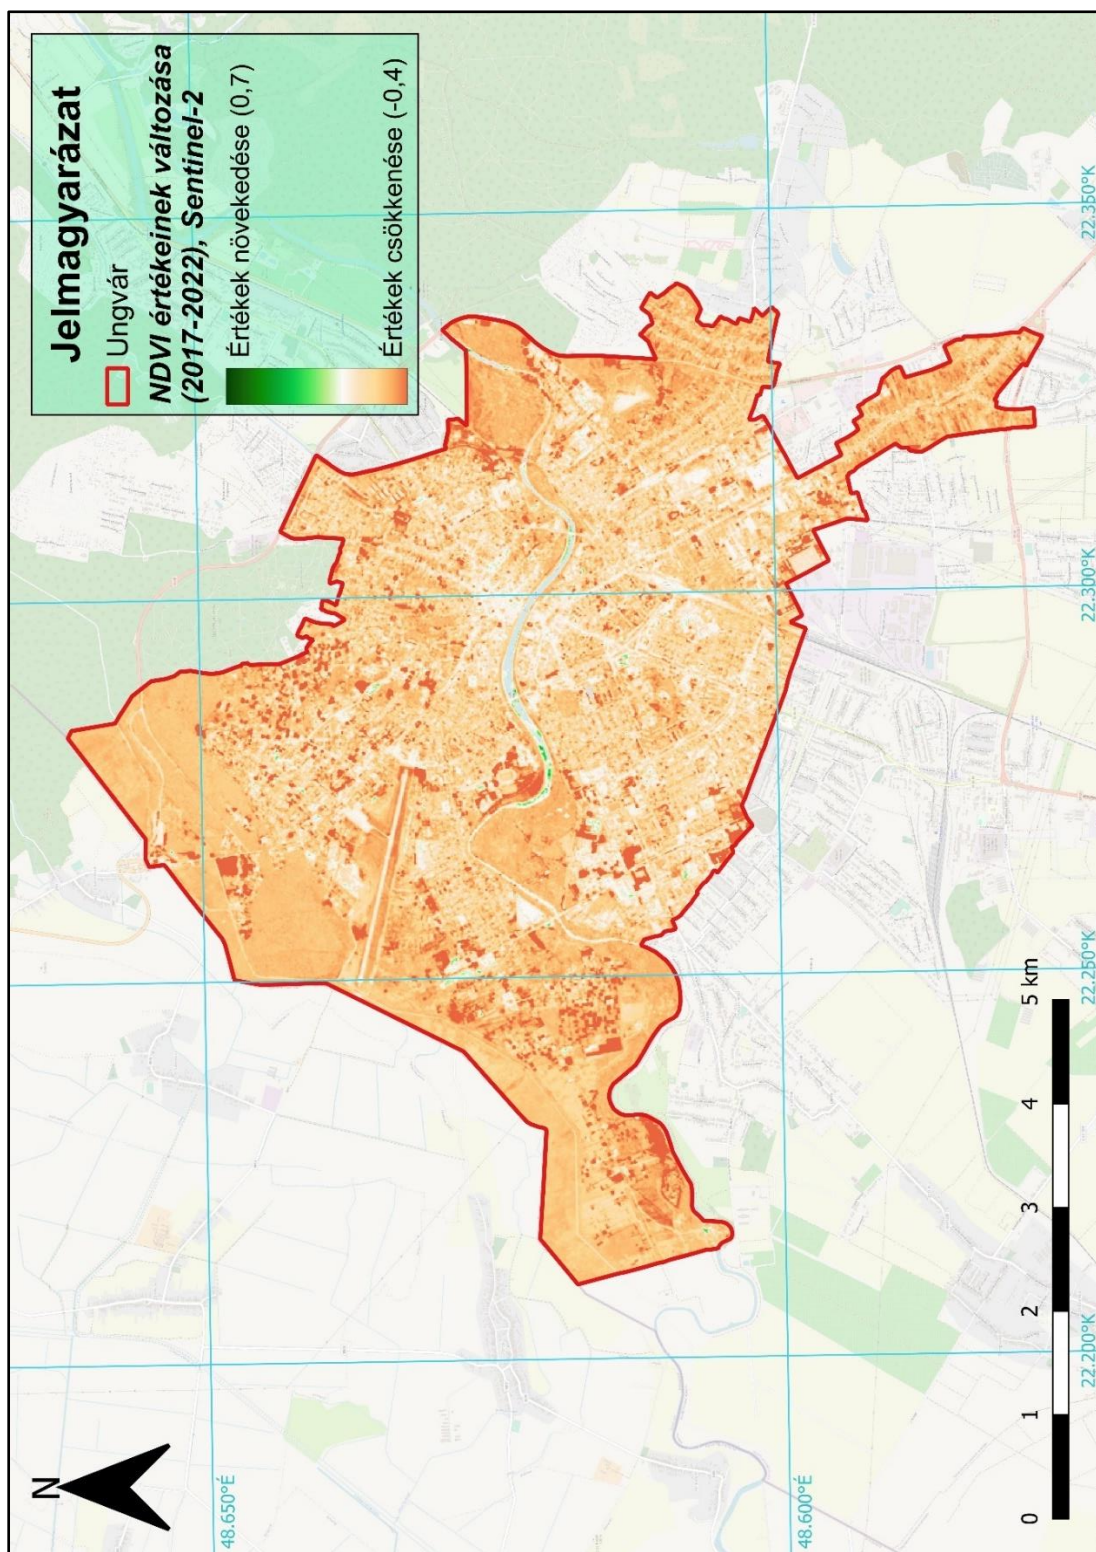 Jelmagyarázat
Ungvár
NDVI értékeinek változása
(2017-2022), Sentinel-2
Értékek növekedése (0,7)
Értékek csökkenése (-0,4)
N
48.650°É
48.600°É
22.200°K
22.250°K
22.300°K
22.350°K
0 1 2 3 4 5 km